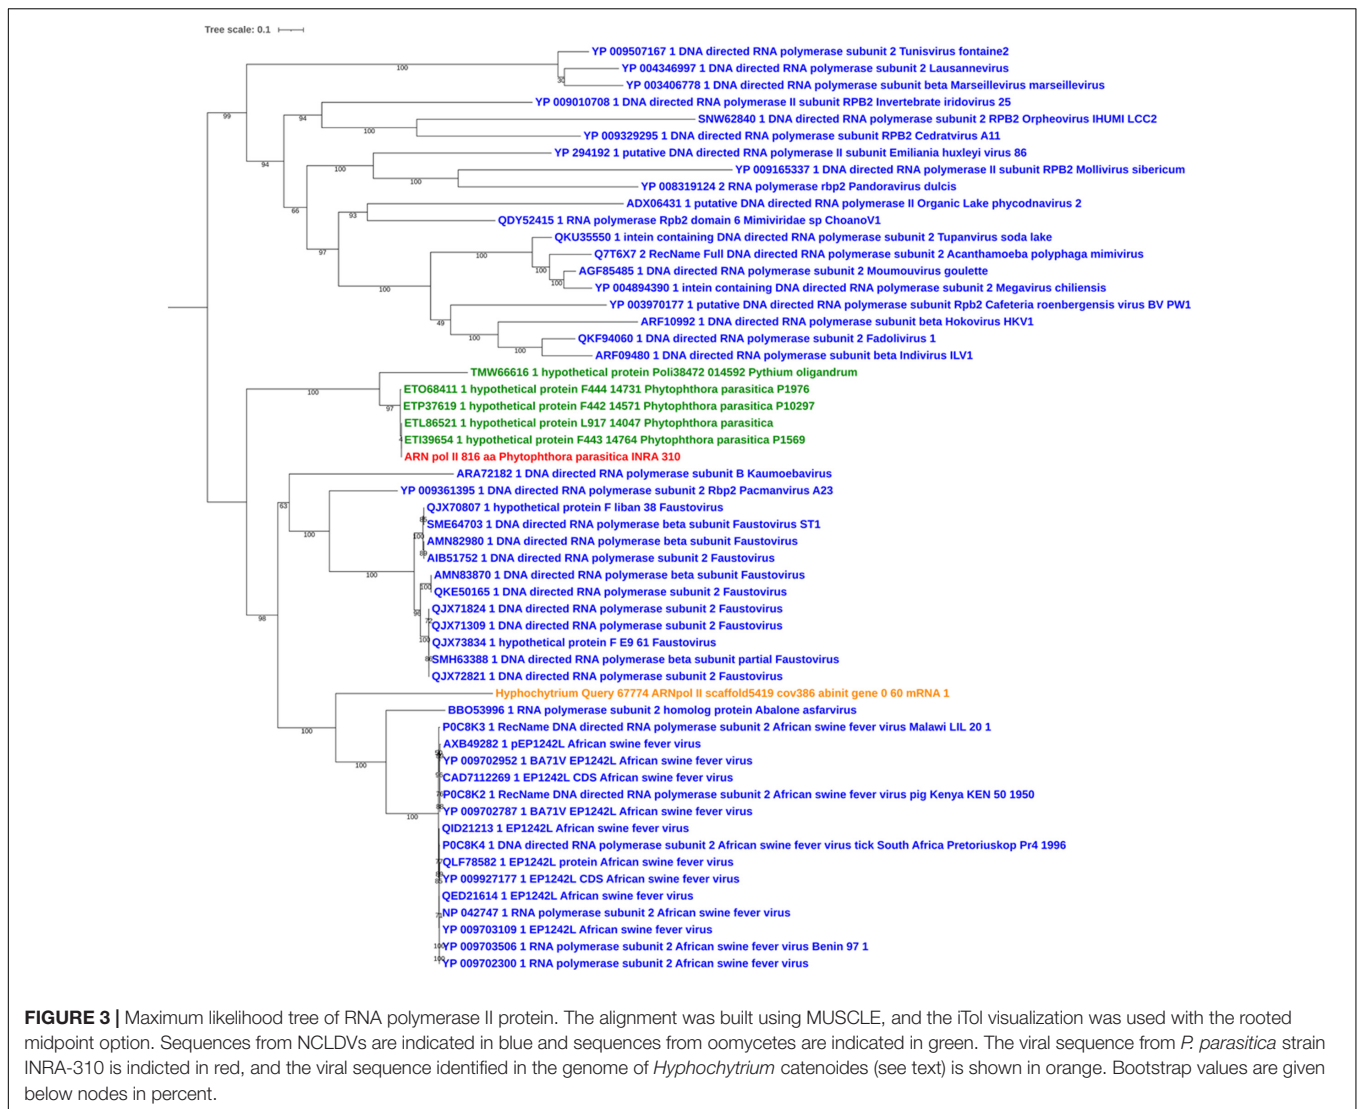 Tree scale: 0.1
YP 009507167 1 DNA directed RNA polymerase subunit 2 Tunisvirus fontaine2
100
YP 004346997 1 DNA directed RNA polymerase subunit 2 Lausannevirus
30
YP 003406778 1 DNA directed RNA polymerase subunit beta Marseillevirus marseillevirus
YP 009010708 1 DNA directed RNA polymerase II subunit RPB2 Invertebrate iridovirus 25
99
94
SNW62840 1 DNA directed RNA polymerase subunit 2 RPB2 Orpheovirus IHUMI LCC2
100
YP 009329295 1 DNA directed RNA polymerase subunit RPB2 Cedratvirus A11
YP 294192 1 putative DNA directed RNA polymerase II subunit Emiliania huxleyi virus 86
94
100
YP 009165337 1 DNA directed RNA polymerase II subunit RPB2 Mollivirus sibericum
100
YP 008319124 2 RNA polymerase rbp2 Pandoravirus dulcis
ADX06431 1 putative DNA directed RNA polymerase II Organic Lake phycodnavirus 2
66
93
QDY52415 1 RNA polymerase Rpb2 domain 6 Mimiviridae sp ChoanoV1
QKU35550 1 intein containing DNA directed RNA polymerase subunit 2 Tupanvirus soda lake
97
100
Q7T6X7 2 RecName Full DNA directed RNA polymerase subunit 2 Acanthamoeba polyphaga mimivirus
100
AGF85485 1 DNA directed RNA polymerase subunit 2 Moumouvirus goulette
100
100
YP 004894390 1 intein containing DNA directed RNA polymerase subunit 2 Megavirus chiliensis
YP 003970177 1 putative DNA directed RNA polymerase subunit Rpb2 Cafeteria roenbergensis virus BV PW1
49
ARF10992 1 DNA directed RNA polymerase subunit beta Hokovirus HKV1
100
QKF94060 1 DNA directed RNA polymerase subunit 2 Fadolivirus 1
100
ARF09480 1 DNA directed RNA polymerase subunit beta Indivirus ILV1
TMW66616 1 hypothetical protein Poli38472 014592 Pythium oligandrum
100
ETO68411 1 hypothetical protein F444 14731 Phytophthora parasitica P1976
97
ETP37619 1 hypothetical protein F442 14571 Phytophthora parasitica P10297
ETL86521 1 hypothetical protein L917 14047 Phytophthora parasitica
ETI39654 1 hypothetical protein F443 14764 Phytophthora parasitica P1569
ARN pol II 816 aa Phytophthora parasitica INRA 310
ARA72182 1 DNA directed RNA polymerase subunit B Kaumoebavirus
YP 009361395 1 DNA directed RNA polymerase subunit 2 Rbp2 Pacmanvirus A23
63
QJX70807 1 hypothetical protein F liban 38 Faustovirus
SME64703 1 DNA directed RNA polymerase beta subunit Faustovirus ST1
100
100
AMN82980 1 DNA directed RNA polymerase beta subunit Faustovirus
AIB51752 1 DNA directed RNA polymerase subunit 2 Faustovirus
100
AMN83870 1 DNA directed RNA polymerase beta subunit Faustovirus
100
QKE50165 1 DNA directed RNA polymerase subunit 2 Faustovirus
QJX71824 1 DNA directed RNA polymerase subunit 2 Faustovirus
98
QJX71309 1 DNA directed RNA polymerase subunit 2 Faustovirus
100
QJX73834 1 hypothetical protein F E9 61 Faustovirus
SMH63388 1 DNA directed RNA polymerase beta subunit partial Faustovirus
QJX72821 1 DNA directed RNA polymerase subunit 2 Faustovirus
Hyphochytrium Query 67774 ARNpol II scaffold5419 cov386 abinit gene 0 60 mRNA 1
BBO53996 1 RNA polymerase subunit 2 homolog protein Abalone asfarvirus
100
P0C8K3 1 RecName DNA directed RNA polymerase subunit 2 African swine fever virus Malawi LIL 20 1
AXB49282 1 pEP1242L African swine fever virus
100
YP 009702952 1 BA71V EP1242L African swine fever virus
CAD7112269 1 EP1242L CDS African swine fever virus
P0C8K2 1 RecName DNA directed RNA polymerase subunit 2 African swine fever virus pig Kenya KEN 50 1950
100
YP 009702787 1 BA71V EP1242L African swine fever virus
QID21213 1 EP1242L African swine fever virus
P0C8K4 1 DNA directed RNA polymerase subunit 2 African swine fever virus tick South Africa Pretoriuskop Pr4 1996
QLF78582 1 EP1242L protein African swine fever virus
YP 009927177 1 EP1242L CDS African swine fever virus
QED21614 1 EP1242L African swine fever virus
NP 042747 1 RNA polymerase subunit 2 African swine fever virus
YP 009703109 1 EP1242L African swine fever virus
YP 009703506 1 RNA polymerase subunit 2 African swine fever virus Benin 97 1
YP 009702300 1 RNA polymerase subunit 2 African swine fever virus
FIGURE 3 | Maximum likelihood tree of RNA polymerase II protein. The alignment was built using MUSCLE, and the iTol visualization was used with the rooted
midpoint option. Sequences from NCLDVs are indicated in blue and sequences from oomycetes are indicated in green. The viral sequence from P. parasitica strain
INRA-310 is indicted in red, and the viral sequence identified in the genome of Hyphochytrium catenoides (see text) is shown in orange. Bootstrap values are given
below nodes in percent.